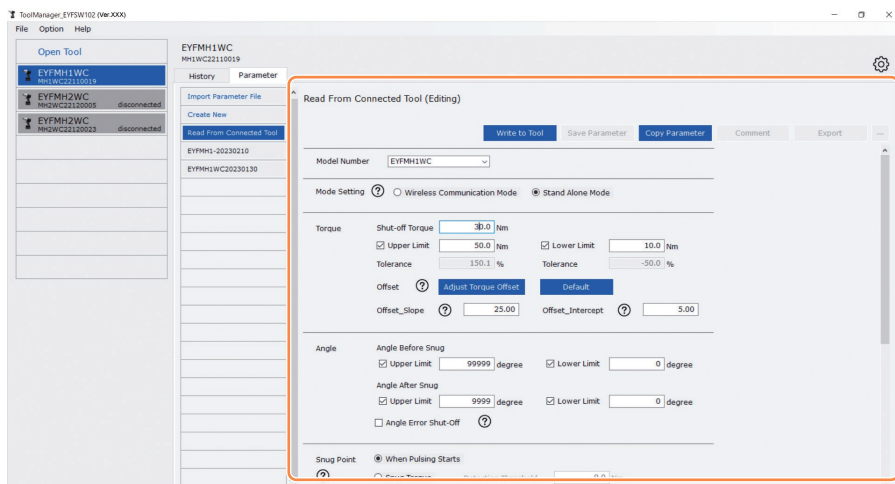 ToolManager_EYFSW102 (Ver.XXX)
File Option Help
Open Tool
EYFMH1WC
MH1WC22110019
EYFMH2WC
MH2WC22120005 disconnected
EYFMH2WC
MH2WC22120023 disconnected
EYFMH1WC
MH1WC22110019
History Parameter
Import Parameter File
Create New
Read From Connected Tool
EYFMH1-20230210
EYFMH1WC20230130
Read From Connected Tool (Editing)
Write to Tool Save Parameter Copy Parameter Comment Export ...
Model Number EYFMH1WC
Mode Setting ? Wireless Communication Mode Stand Alone Mode
Torque Shut-off Torque 30.0 Nm
Upper Limit 50.0 Nm Lower Limit 10.0 Nm
Tolerance 150.1 % Tolerance -50.0 %
Offset ? Adjust Torque Offset Default
Offset_Slope ? 25.00 Offset_Intercept ? 5.00
Angle Angle Before Snug
Upper Limit 99999 degree Lower Limit 0 degree
Angle After Snug
Upper Limit 9999 degree Lower Limit 0 degree
Angle Error Shut-Off ?
Snug Point When Pulsing Starts
? Snug Torque